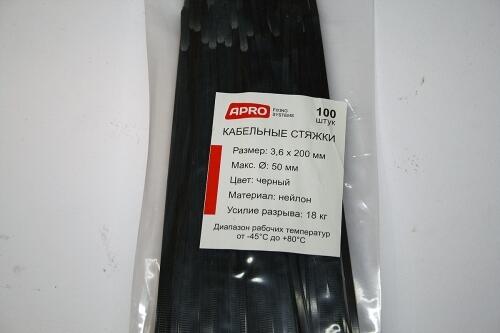 APRO FIXING SYSTEMS
100 штук
КАБЕЛЬНЫЕ СТЯЖКИ
Размер: 3,6 x 200 мм
Макс. Ø: 50 мм
Цвет: черный
Материал: нейлон
Усилие разрыва: 18 кг
Диапазон рабочих температур
от -45°C до +80°C